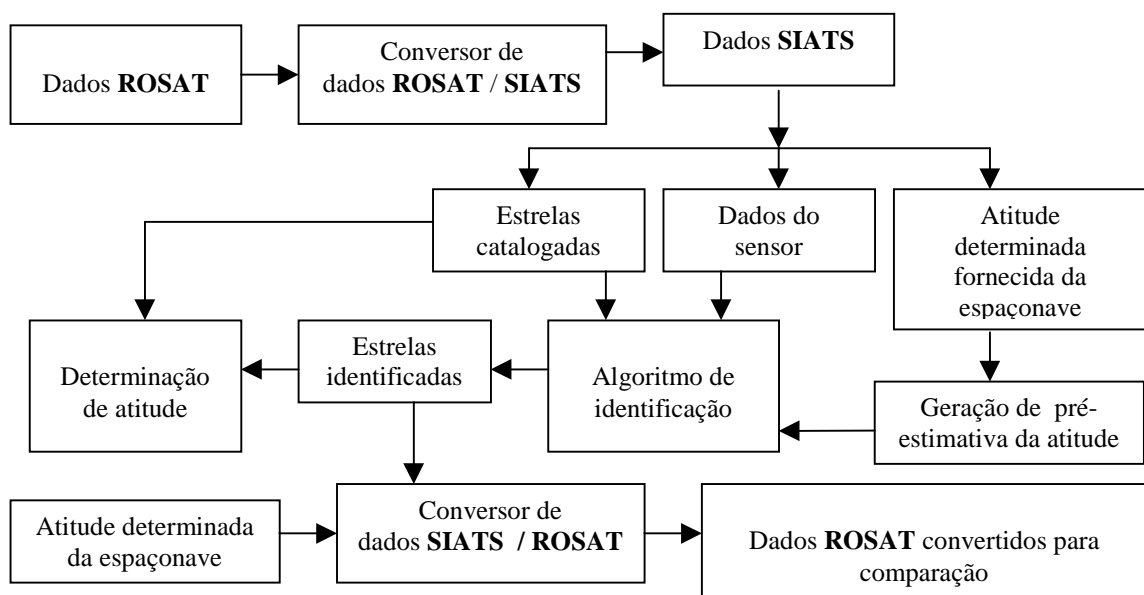 Dados ROSAT
Conversor de
dados ROSAT / SIATS
Dados SIATS
Estrelas
catalogadas
Dados do
sensor
Atitude
determinada
fornecida da
espaçonave
Determinação
de atitude
Estrelas
identificadas
Algoritmo de
identificação
Geração de pré-
estimativa da atitude
Atitude determinada
da espaçonave
Conversor de
dados SIATS / ROSAT
Dados ROSAT convertidos para
comparação